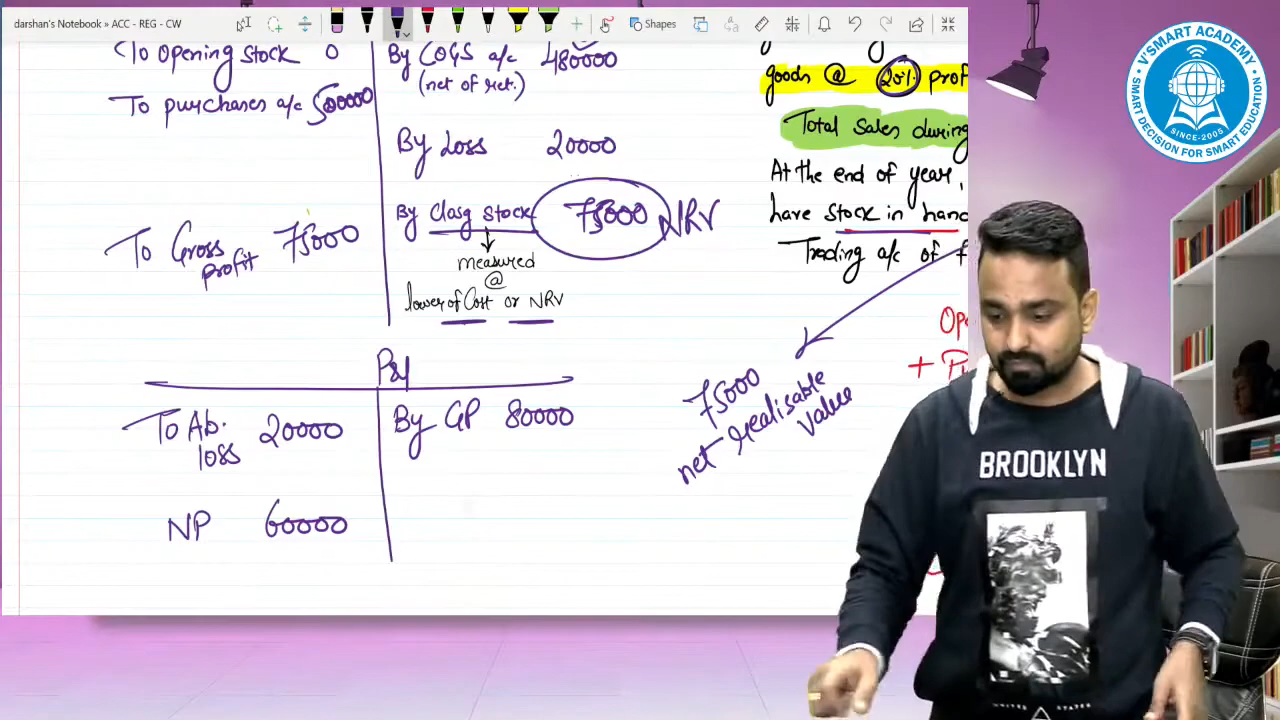 darshan's Notebook » ACC - REG - CW
Shapes
To Opening stock 0
To purchases a/c 500000
To Gross profit 75000
By COGS a/c 480000
(net of ret.)
By Loss 20000
By Closg stock 75000 NRV
measured
@
lower of Cost or NRV
P&L
To Ab. loss 20000
NP 60000
By GP 80000
goods @ 20%
Total Sales during
At the end of year,
have stock in hand
Trading a/c of f
75000
net realisable
value
+
V'SMART ACADEMY
SINCE-2005
SMART DECISION FOR SMART EDUCATION
BROOKLYN
UNITED STATES